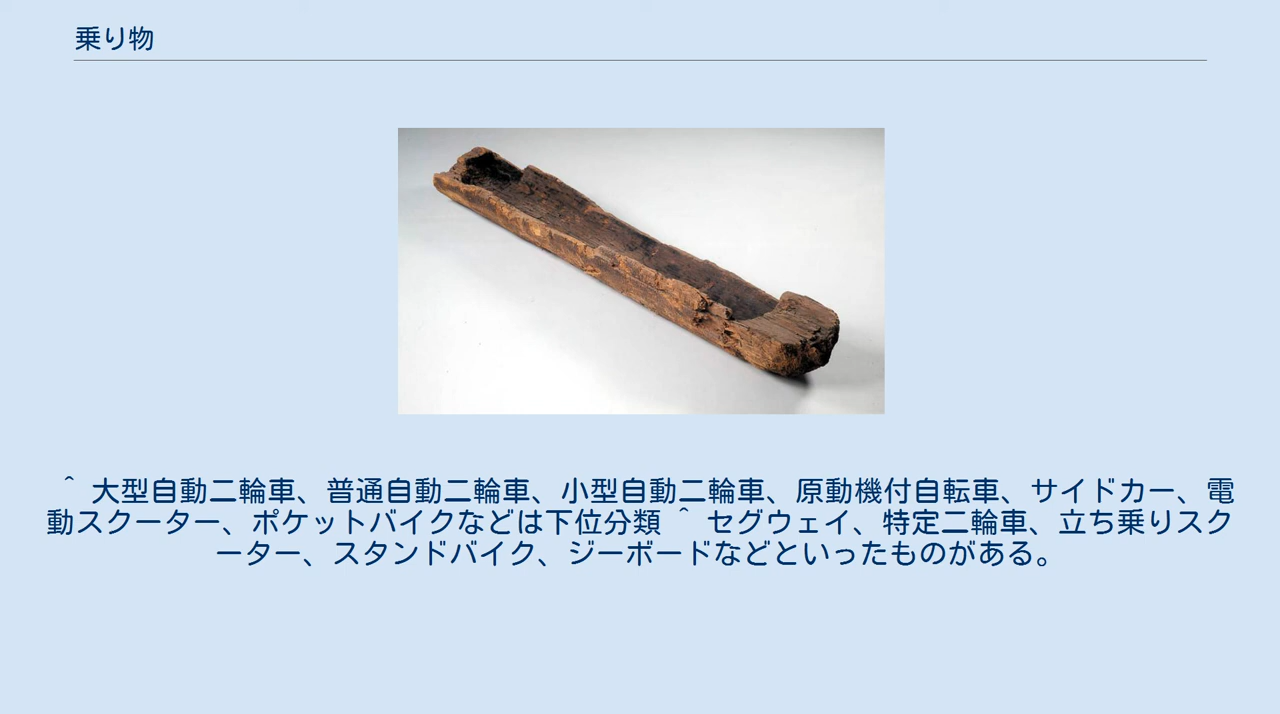 乗り物
＾ 大型自動二輪車、普通自動二輪車、小型自動二輪車、原動機付自転車、サイドカー、電
動スクーター、ポケットバイクなどは下位分類 ＾ セグウェイ、特定二輪車、立ち乗りスク
ーター、スタンドバイク、ジーボードなどといったものがある。